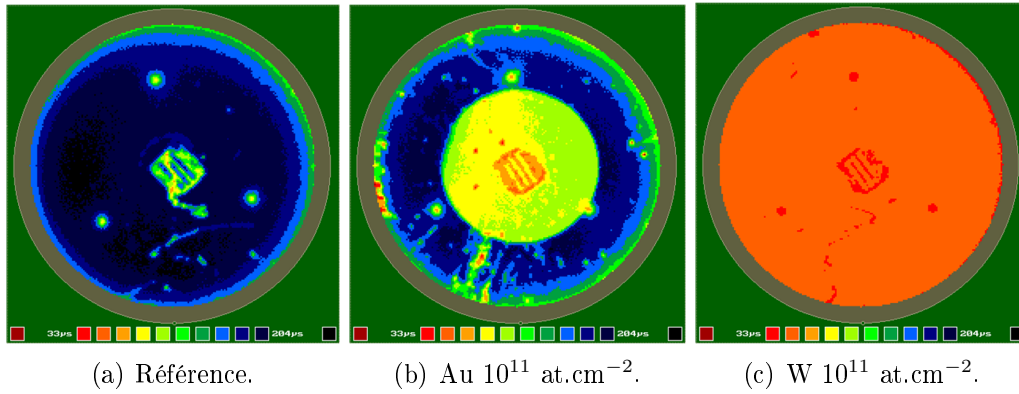 33µs 204µs 33µs 204µs 33µs 204µs
(a) Référence. (b) Au 10¹¹ at.cm⁻². (c) W 10¹¹ at.cm⁻².